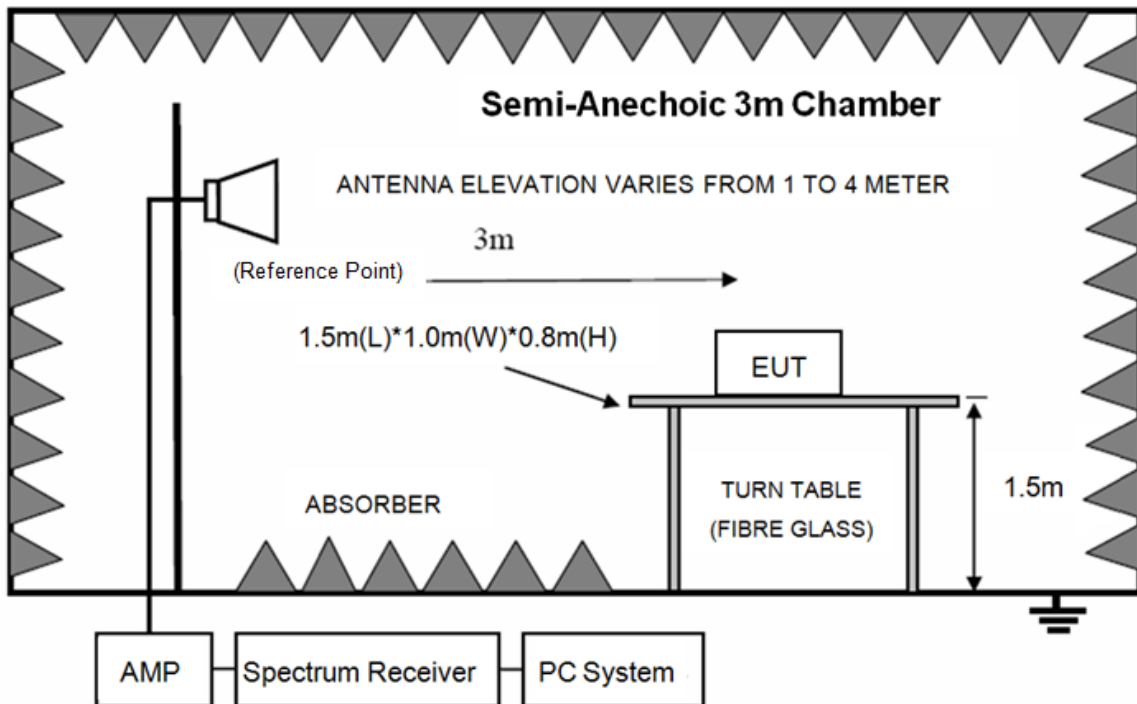 Semi-Anechoic 3m Chamber
ANTENNA ELEVATION VARIES FROM 1 TO 4 METER
3m
(Reference Point)
1.5m(L)*1.0m(W)*0.8m(H)
EUT
ABSORBER
TURN TABLE
(FIBRE GLASS)
1.5m
AMP
Spectrum Receiver
PC System